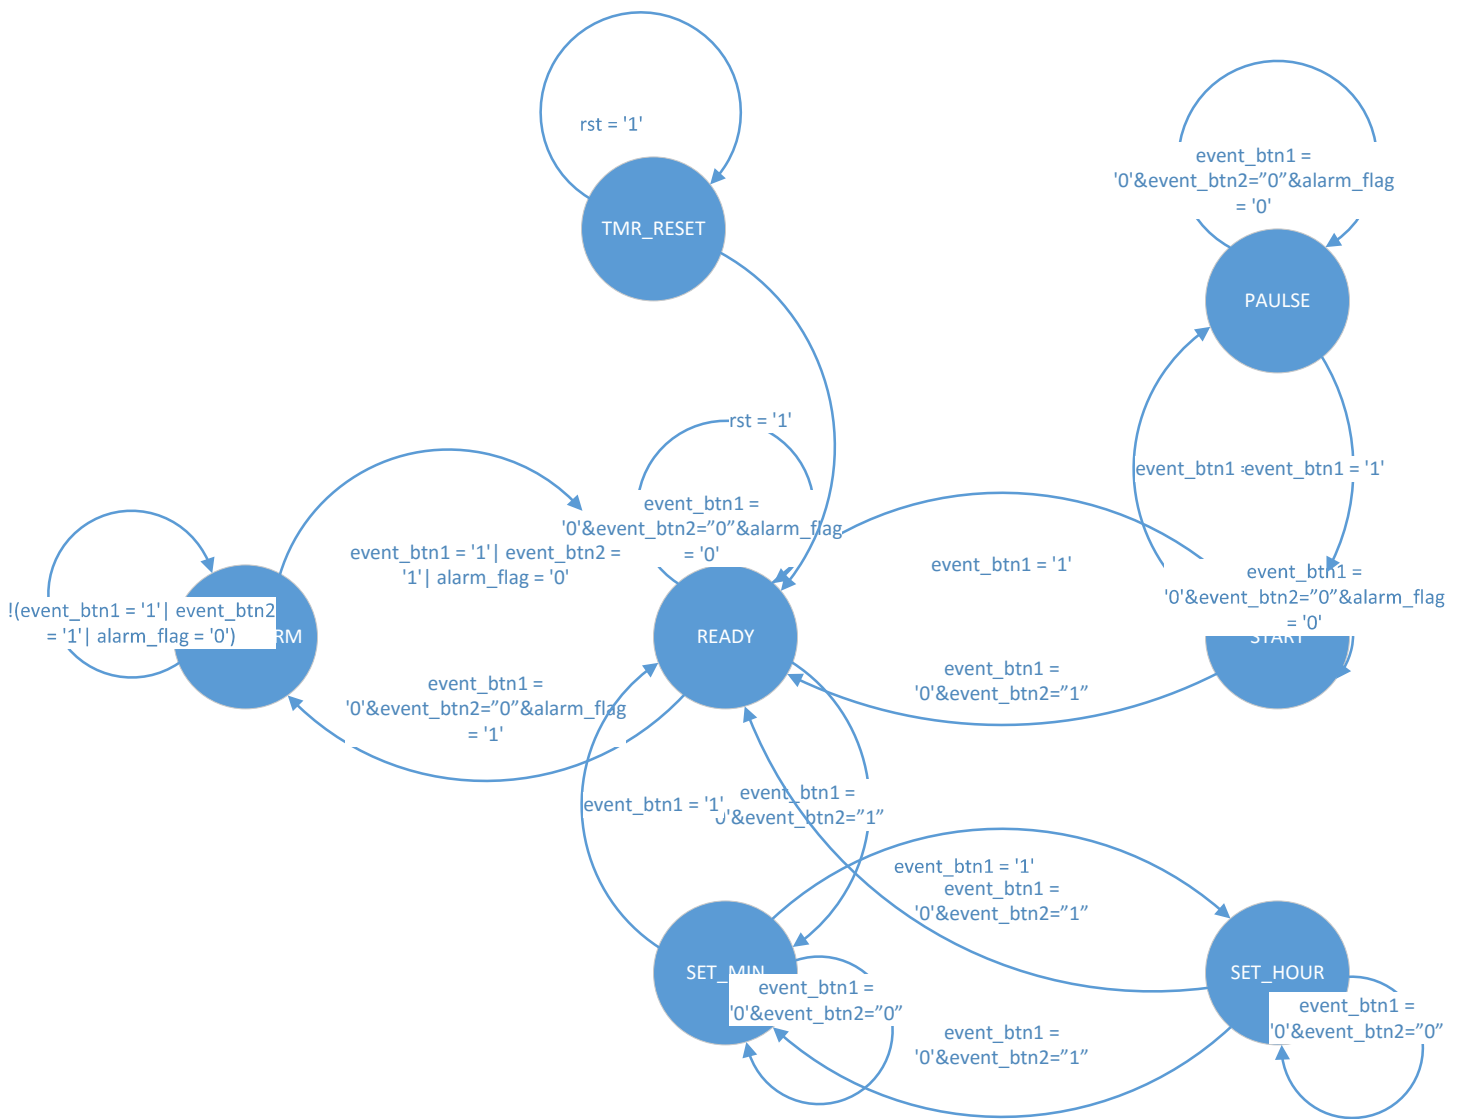 rst = '1'
event_btn1 =
'0'&event_btn2=”0”&alarm_flag
= '0'
TMR_RESET
PAULSE
rst = '1'
event_btn1 =
event_btn1 = '1'
event_btn1 =
'0'&event_btn2=”0”&alarm_flag
= '0'
event_btn1 = '1'| event_btn2 =
'1'| alarm_flag = '0'
event_btn1 = '1'
event_btn1 =
'0'&event_btn2=”0”&alarm_flag
= '0'
!(event_btn1 = '1'| event_btn2
= '1'| alarm_flag = '0')
RM
READY
START
event_btn1 =
'0'&event_btn2=”0”&alarm_flag
= '1'
event_btn1 =
'0'&event_btn2=”1”
event_btn1 = '1'
event_btn1 =
'0'&event_btn2=”1”
event_btn1 = '1'
event_btn1 =
'0'&event_btn2=”1”
SET_MIN
event_btn1 =
'0'&event_btn2=”0”
SET_HOUR
event_btn1 =
'0'&event_btn2=”0”
event_btn1 =
'0'&event_btn2=”1”